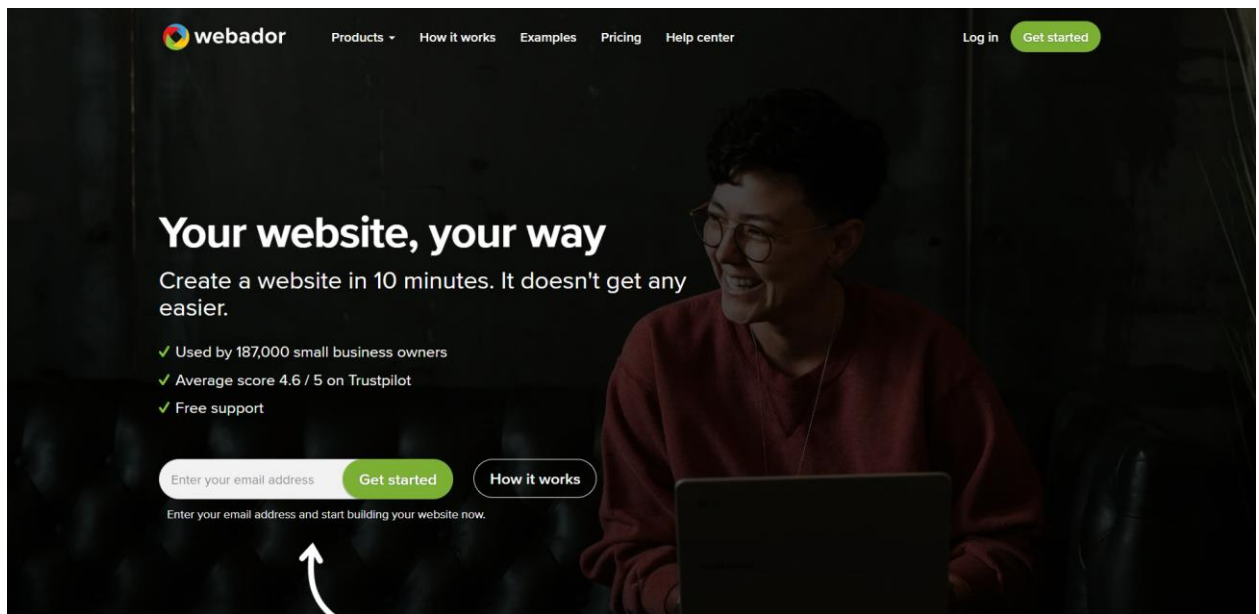 webador
Products
How it works
Examples
Pricing
Help center
Log in
Get started
Your website, your way
Create a website in 10 minutes. It doesn't get any
easier.
Used by 187,000 small business owners
Average score 4.6 / 5 on Trustpilot
Free support
Enter your email address
Get started
How it works
Enter your email address and start building your website now.